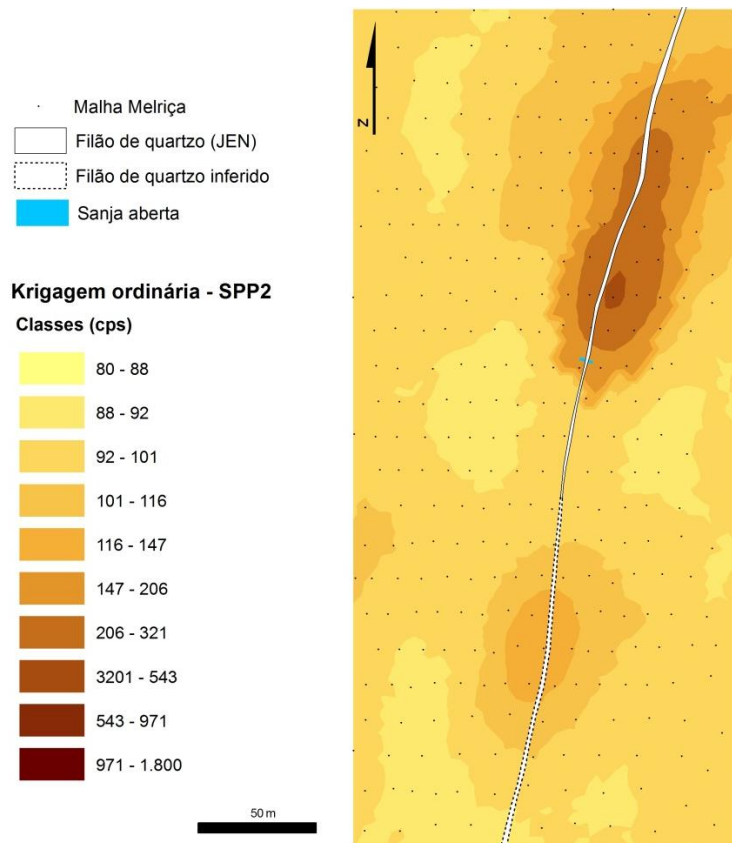 Malha Melriça
Filão de quartzo (JEN)
Filão de quartzo inferido
Sanja aberta
Krigagem ordinária - SPP2
Classes (cps)
80 - 88
88 - 92
92 - 101
101 - 116
116 - 147
147 - 206
206 - 321
3201 - 543
543 - 971
971 - 1.800
50 m
N